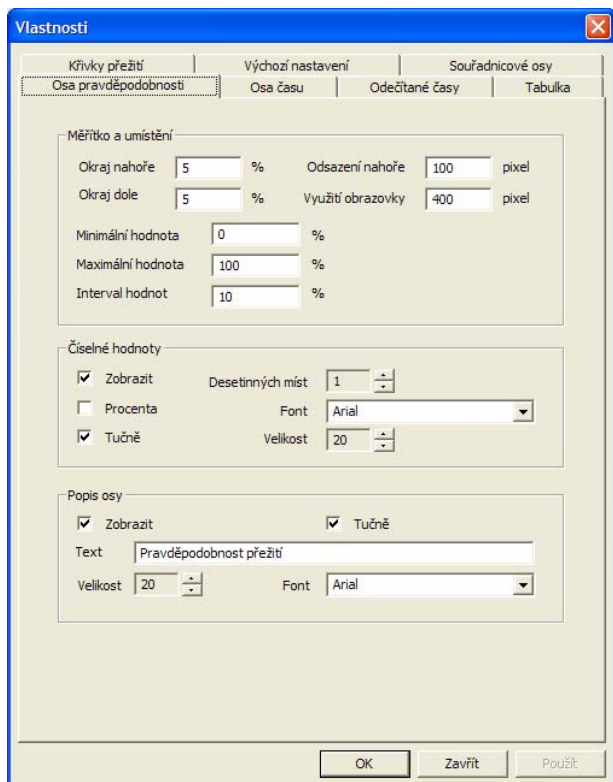 Vlastnosti
Křivky přežití Výchozí nastavení Souřadnicové osy
Osa pravděpodobnosti Osa času Odečítané časy Tabulka
Měřítko a umístění
Okraj nahoře 5 % Odsazení nahoře 100 pixel
Okraj dole 5 % Využití obrazovky 400 pixel
Minimální hodnota 0 %
Maximální hodnota 100 %
Interval hodnot 10 %
Číselné hodnoty
Zobrazit Desetinných míst 1
Procenta Font Arial
Tučně Velikost 20
Popis osy
Zobrazit Tučně
Text Pravděpodobnost přežití
Velikost 20 Font Arial
OK Zavřít Použít